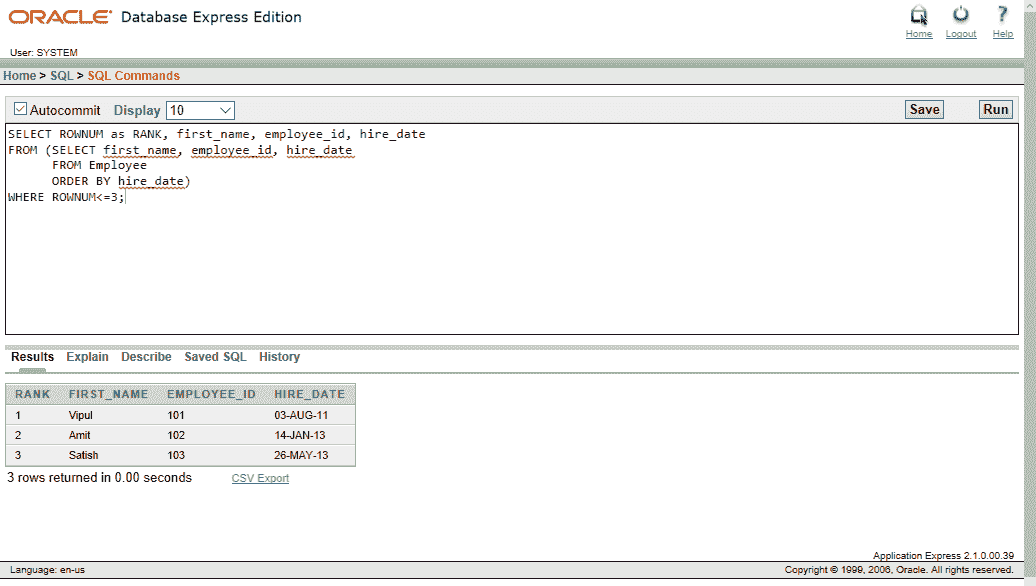 ORACLE Database Express Edition
Home Logout Help
User: SYSTEM
Home > SQL > SQL Commands
Autocommit Display 10 Save Run
SELECT ROWNUM as RANK, first_name, employee_id, hire_date
FROM (SELECT first_name, employee_id, hire_date
FROM Employee
ORDER BY hire_date)
WHERE ROWNUM<=3;
Results Explain Describe Saved SQL History
RANK FIRST_NAME EMPLOYEE_ID HIRE_DATE
1 Vipul 101 03-AUG-11
2 Amit 102 14-JAN-13
3 Satish 103 26-MAY-13
3 rows returned in 0.00 seconds CSV Export
Application Express 2.1.0.00.39
Language: en-us Copyright © 1999, 2006, Oracle. All rights reserved.